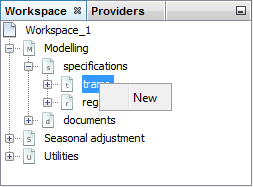 Workspace Providers
Workspace_1
M Modelling
s specifications
t tramo
New
r reg
d documents
S Seasonal adjustment
U Utilities